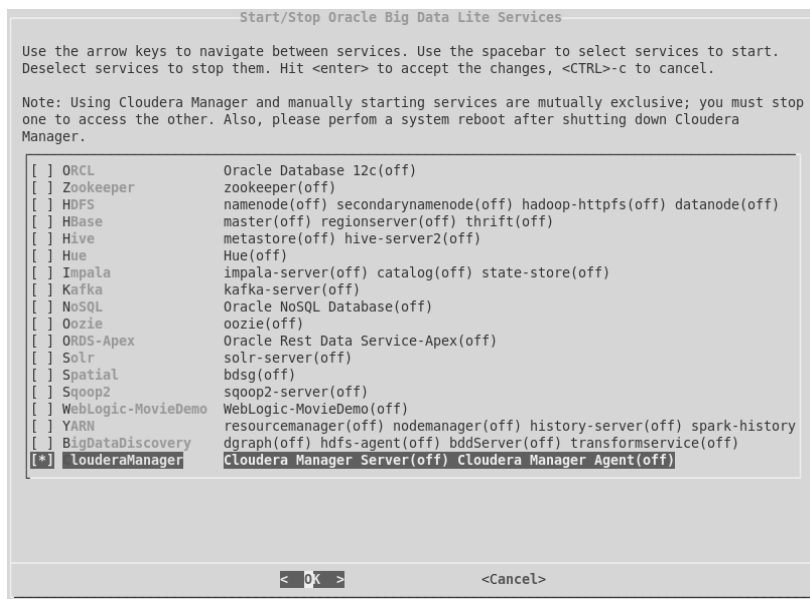 Start/Stop Oracle Big Data Lite Services
Use the arrow keys to navigate between services. Use the spacebar to select services to start.
Deselect services to stop them. Hit <enter> to accept the changes, <CTRL>-c to cancel.
Note: Using Cloudera Manager and manually starting services are mutually exclusive; you must stop
one to access the other. Also, please perfom a system reboot after shutting down Cloudera
Manager.
[ ] ORCL Oracle Database 12c(off)
[ ] Zookeeper zookeeper(off)
[ ] HDFS namenode(off) secondarynamenode(off) hadoop-httpfs(off) datanode(off)
[ ] HBase master(off) regionserver(off) thrift(off)
[ ] Hive metastore(off) hive-server2(off)
[ ] Hue Hue(off)
[ ] Impala impala-server(off) catalog(off) state-store(off)
[ ] Kafka kafka-server(off)
[ ] NoSQL Oracle NoSQL Database(off)
[ ] Oozie oozie(off)
[ ] ORDS-Apex Oracle Rest Data Service-Apex(off)
[ ] Solr solr-server(off)
[ ] Spatial bdsg(off)
[ ] Sqoop2 sqoop2-server(off)
[ ] WebLogic-MovieDemo WebLogic-MovieDemo(off)
[ ] YARN resourcemanager(off) nodemanager(off) history-server(off) spark-history
[ ] BigDataDiscovery dgraph(off) hdfs-agent(off) bddServer(off) transformservice(off)
[*] louderaManager Cloudera Manager Server(off) Cloudera Manager Agent(off)
< OK > <Cancel>